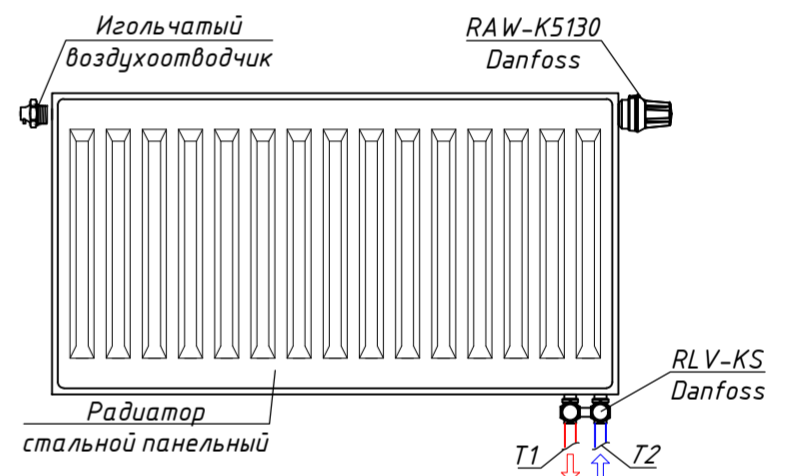 Игольчатый
воздухоотводчик
RAW-K5130
Danfoss
RLV-KS
Danfoss
Радиатор
стальной панельный
T1
T2